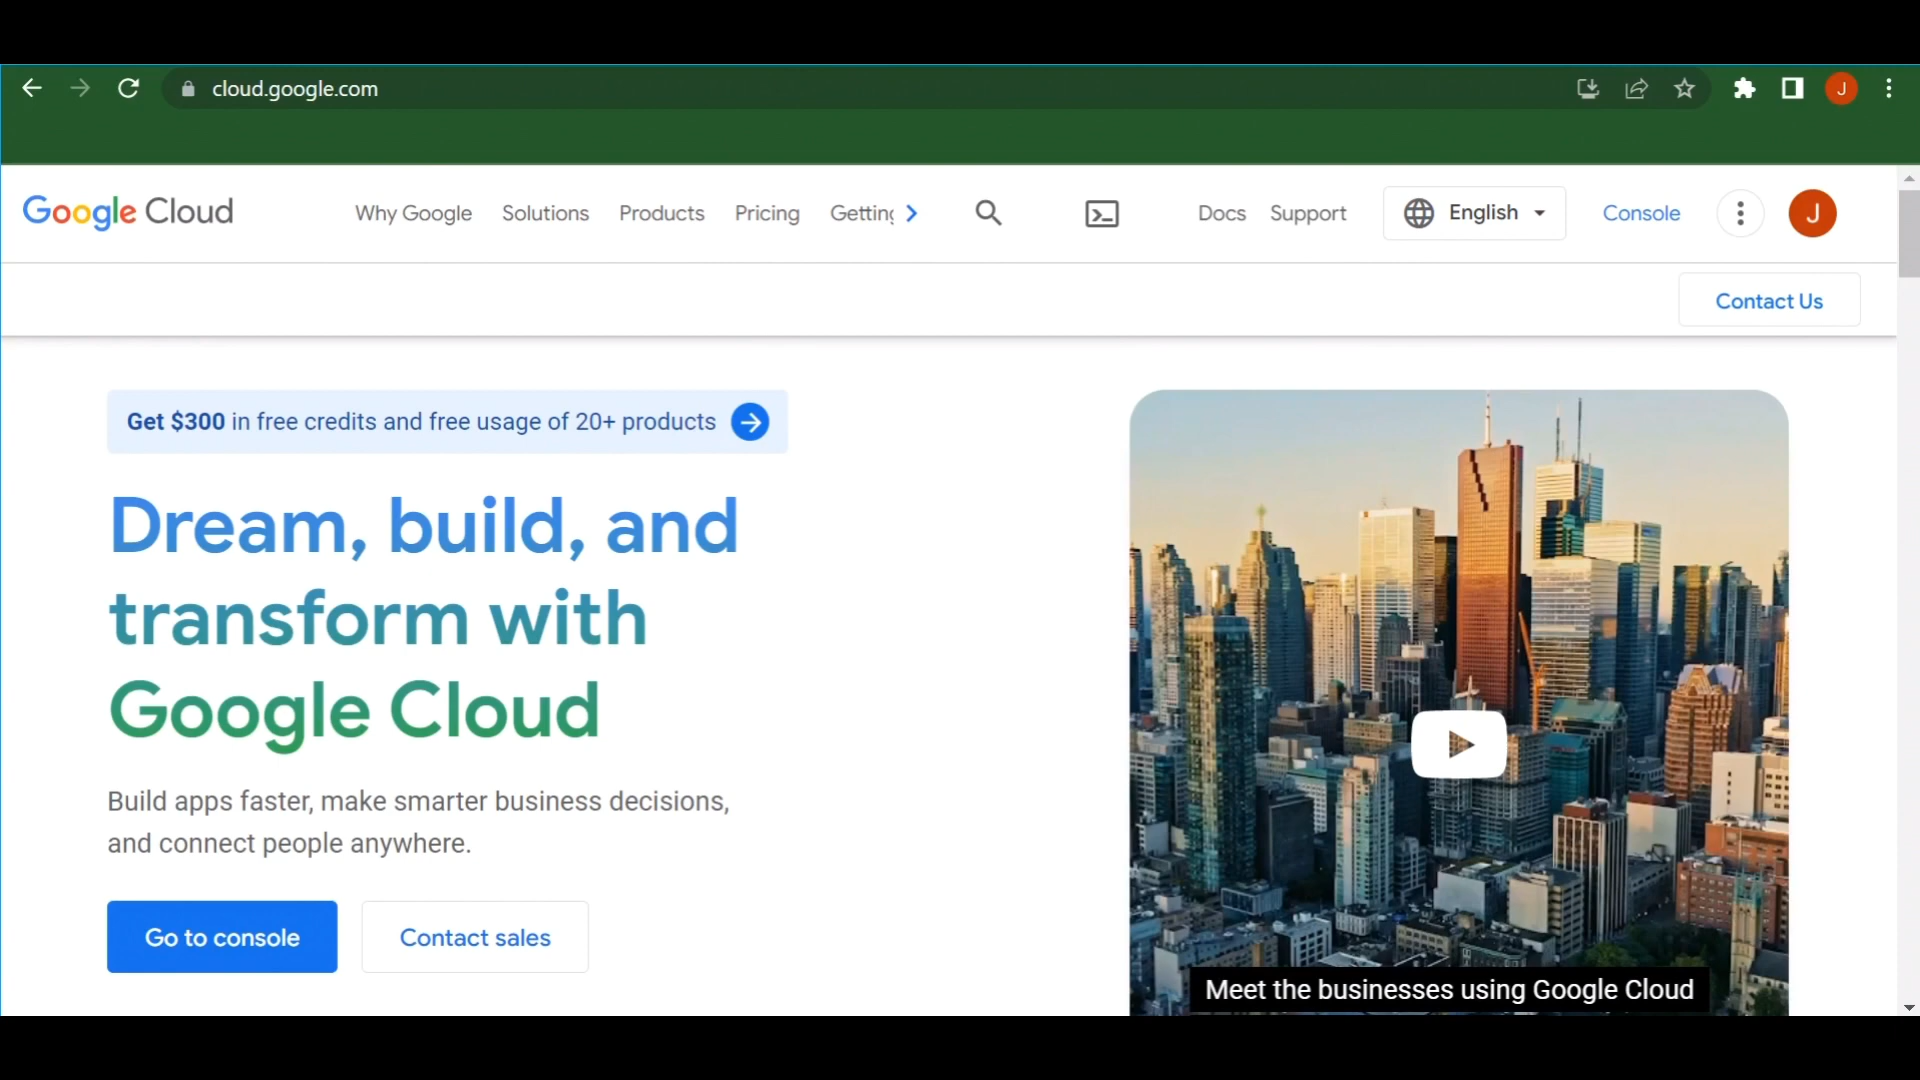 cloud.google.com
J
Google Cloud
Why Google
Solutions
Products
Pricing
Getting
Docs
Support
English
Console
J
Contact Us
Get $300 in free credits and free usage of 20+ products
Dream, build, and
transform with
Google Cloud
Build apps faster, make smarter business decisions,
and connect people anywhere.
Go to console
Contact sales
Meet the businesses using Google Cloud